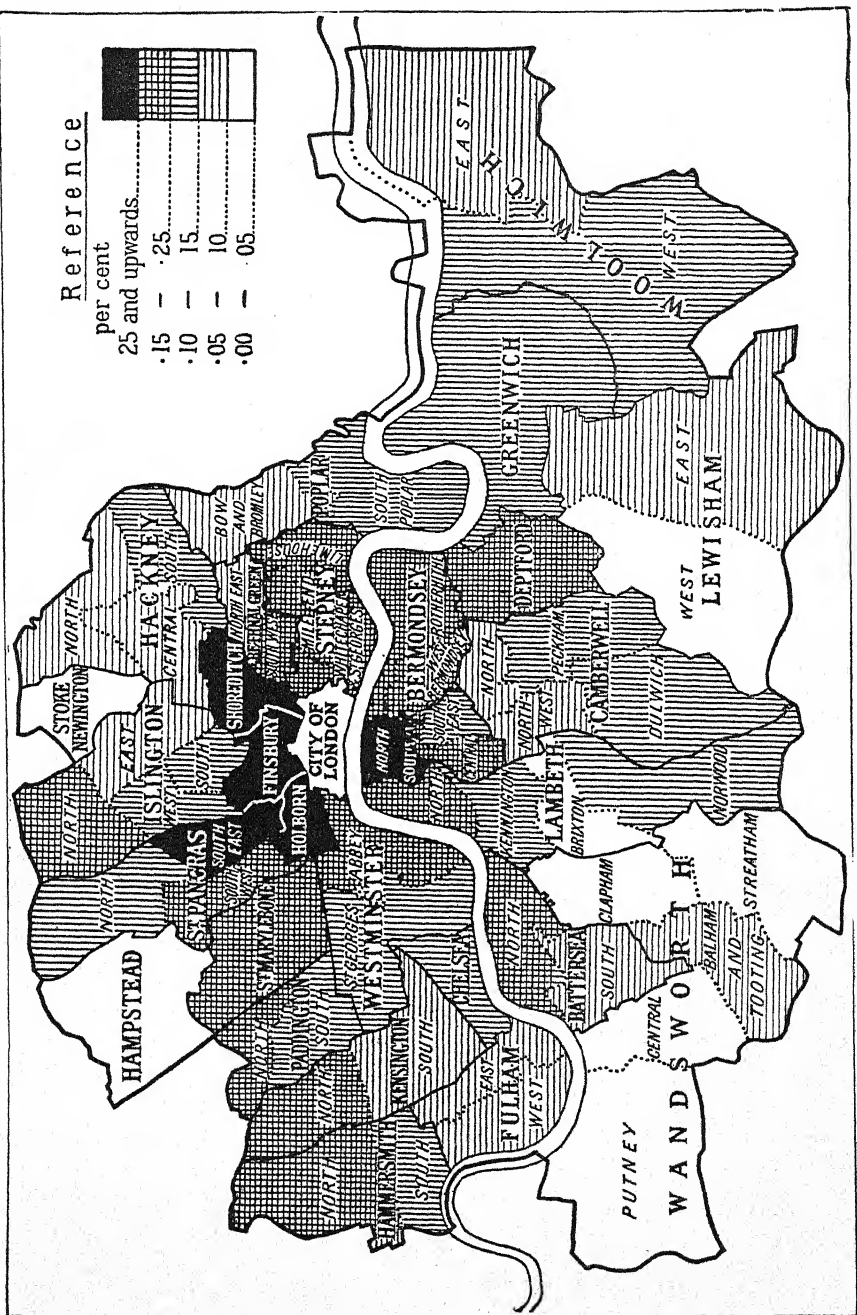 Reference
per cent
25 and upwards
·15 – ·25
·10 – 15
·05 – 10
·00 – ·05
HAMPSTEAD
NORTH
ST PANCRAS
SOUTH EAST
SOUTH WEST
NORTH
ISLINGTON
EAST
WEST
SOUTH
STOKE NEWINGTON
NORTH
HACKNEY
CENTRAL
SOUTH
SHOREDITCH
FINSBURY
HOLBORN
CITY OF LONDON
NORTH EAST
BETHNAL GREEN
SOUTH WEST
BOW AND BROMLEY
POPLAR
SOUTH POPLAR
LIMEHOUSE
STEPNEY
ST MARYLEBONE
NORTH
PADDINGTON
SOUTH
ABBEY
ST GEORGES
WESTMINSTER
CHELSEA
NORTH
KENSINGTON
SOUTH
NORTH
HAMMERSMITH
SOUTH
EAST
FULHAM
WEST
NORTH
BATTERSEA
SOUTH
NORTH
SOUTHWARK
CENTRAL
SOUTH EAST
BERMONDSEY
ROTHERHITHE
WEST BERMONDSEY
DEPTFORD
GREENWICH
EAST
WOOLWICH
WEST
EAST
WEST
LEWISHAM
NORTH
NORTH WEST
PECKHAM
CAMBERWELL
DULWICH
NORTH
KENNINGTON
LAMBETH
BRIXTON
NORWOOD
CLAPHAM
STREATHAM
BALHAM AND TOOTING
CENTRAL
PUTNEY
WANDSWORTH